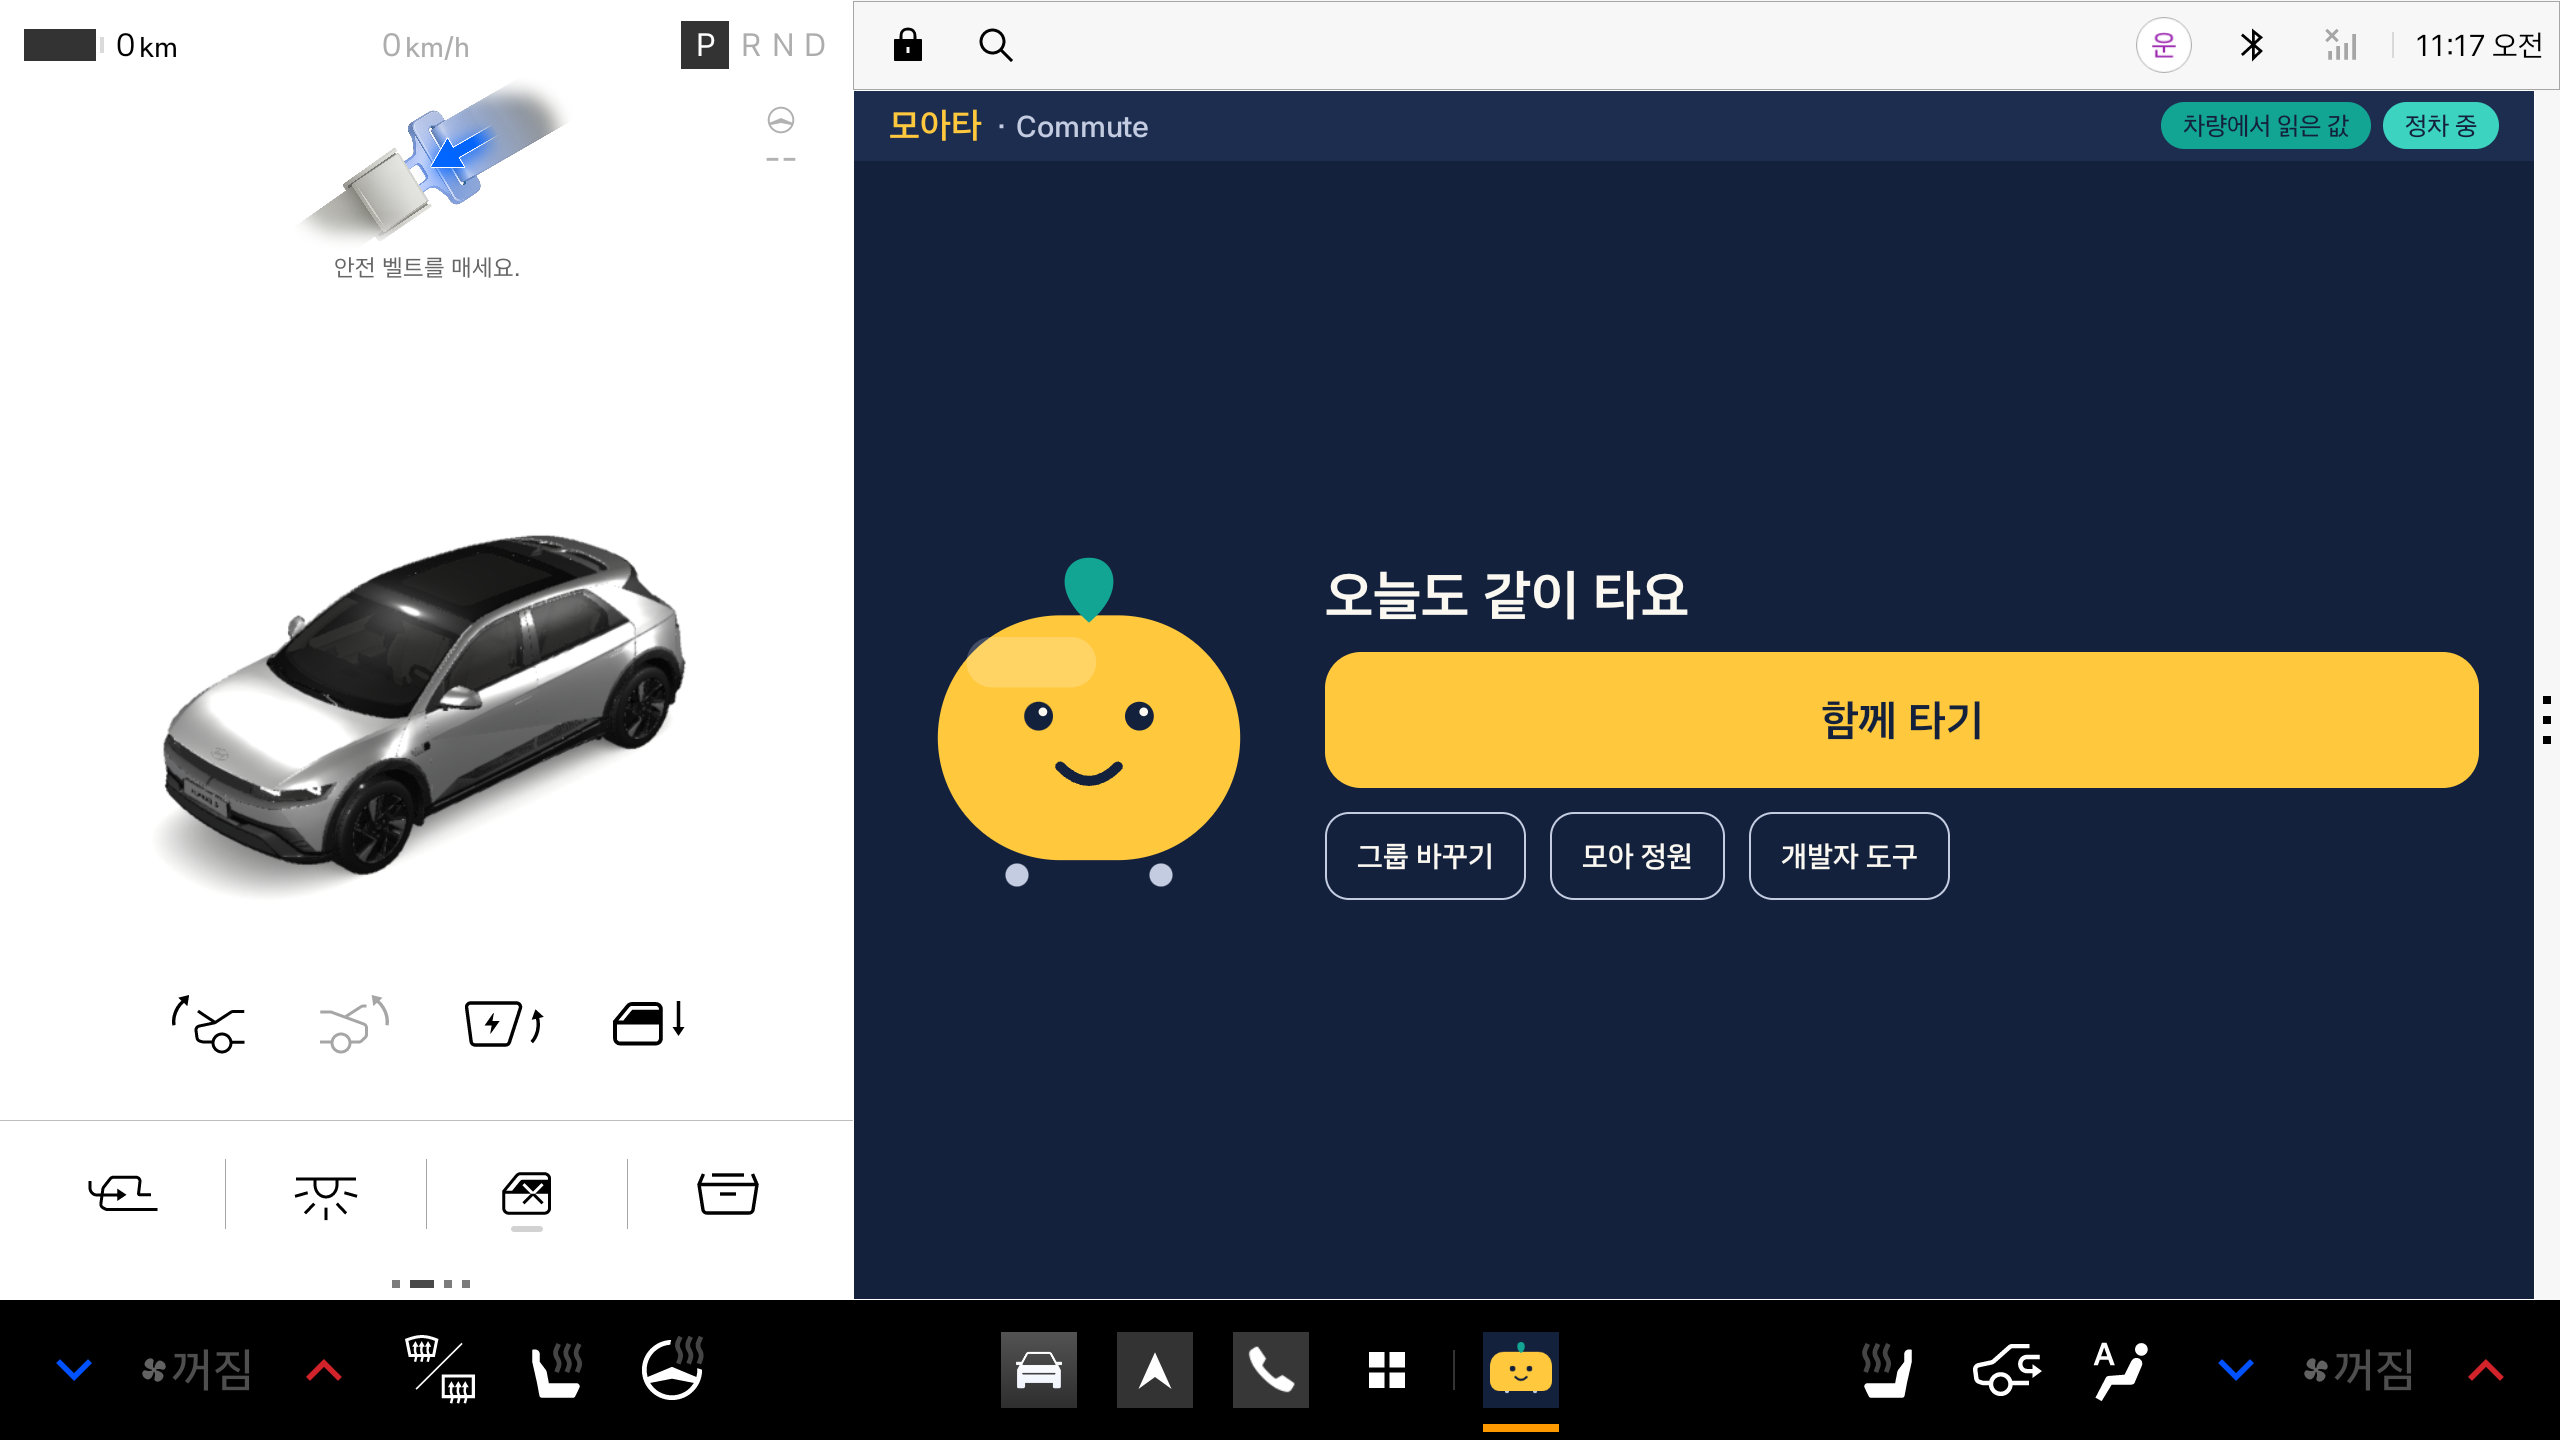 0 km
0 km/h
P R N D
운
11:17 오전
모아타 · Commute
차량에서 읽은 값
정차 중
--
안전 벨트를 매세요.
오늘도 같이 타요
함께 타기
그룹 바꾸기
모아 정원
개발자 도구
꺼짐
A
꺼짐